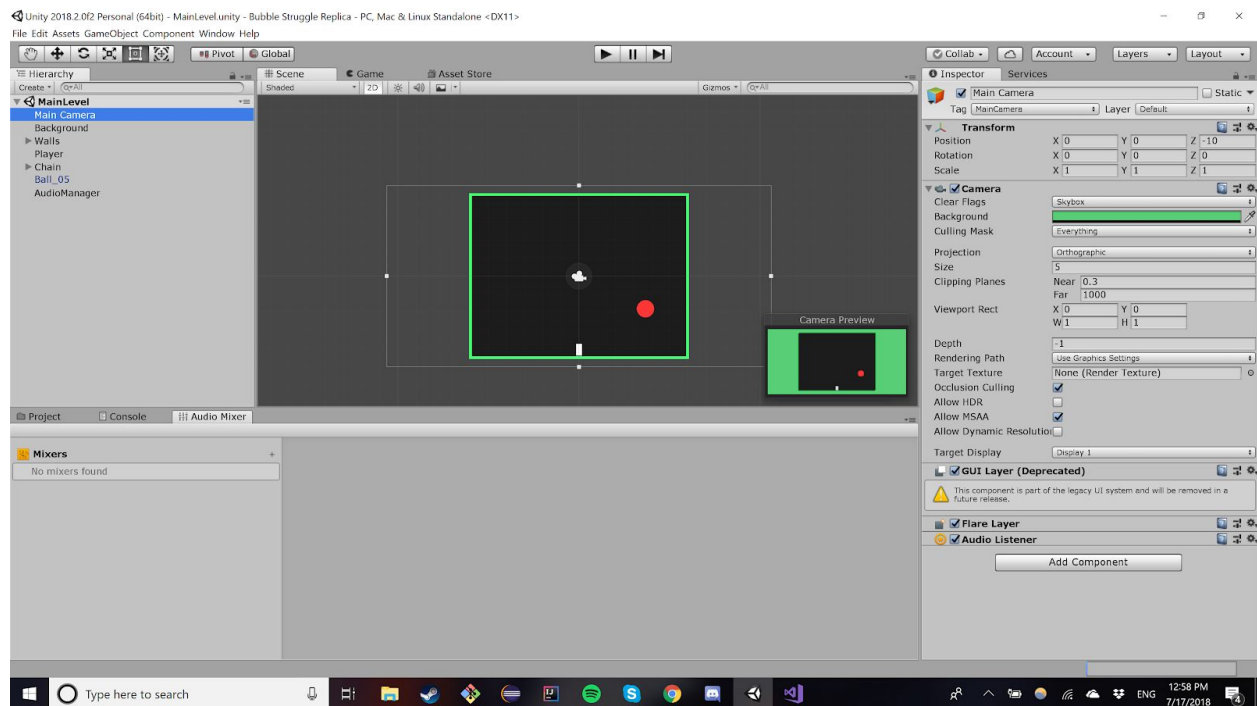 Unity 2018.2.0f2 Personal (64bit) - MainLevel.unity - Bubble Struggle Replica - PC, Mac & Linux Standalone <DX11>
File Edit Assets GameObject Component Window Help
Pivot Global Collab Account Layers Layout
Hierarchy
Create All
MainLevel
Main Camera
Background
Walls
Player
Chain
Ball_05
AudioManager
Scene Game Asset Store
Shaded 2D Gizmos All
Camera Preview
Project Console Audio Mixer
Mixers
No mixers found
Inspector Services
Main Camera Static
Tag MainCamera Layer Default
Transform
Position X 0 Y 0 Z -10
Rotation X 0 Y 0 Z 0
Scale X 1 Y 1 Z 1
Camera
Clear Flags Skybox
Background
Culling Mask Everything
Projection Orthographic
Size 5
Clipping Planes Near 0.3
Far 1000
Viewport Rect X 0 Y 0
W 1 H 1
Depth -1
Rendering Path Use Graphics Settings
Target Texture None (Render Texture)
Occlusion Culling
Allow HDR
Allow MSAA
Allow Dynamic Resolutio
Target Display Display 1
GUI Layer (Deprecated)
This component is part of the legacy UI system and will be removed in a
future release.
Flare Layer
Audio Listener
Add Component
Type here to search
ENG
12:58 PM
7/17/2018
4